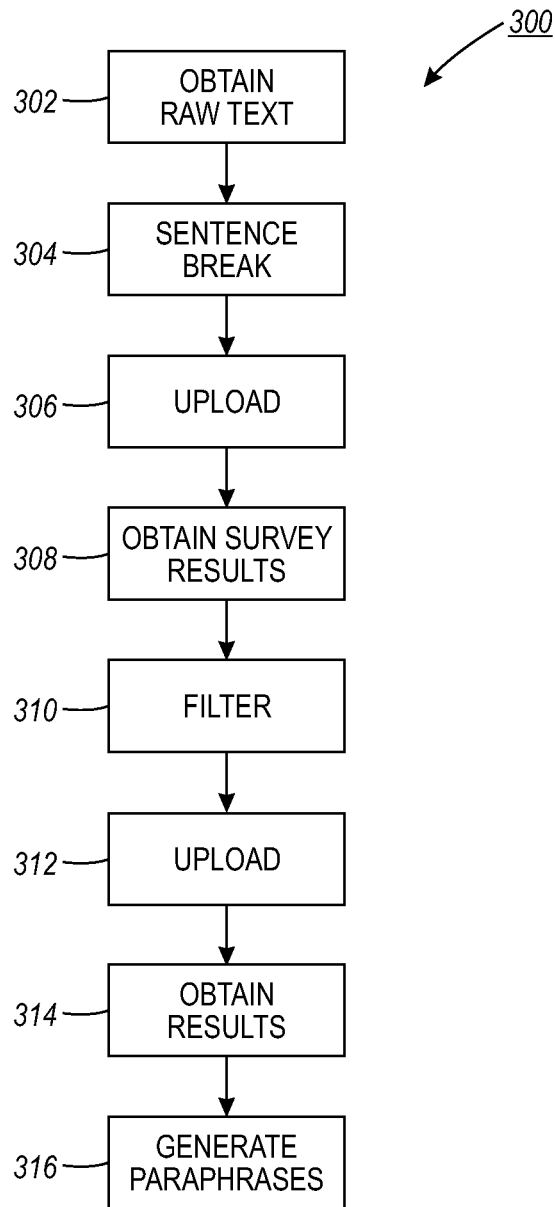 300
302
OBTAIN
RAW TEXT
304
SENTENCE
BREAK
306
UPLOAD
308
OBTAIN SURVEY
RESULTS
310
FILTER
312
UPLOAD
314
OBTAIN
RESULTS
316
GENERATE
PARAPHRASES